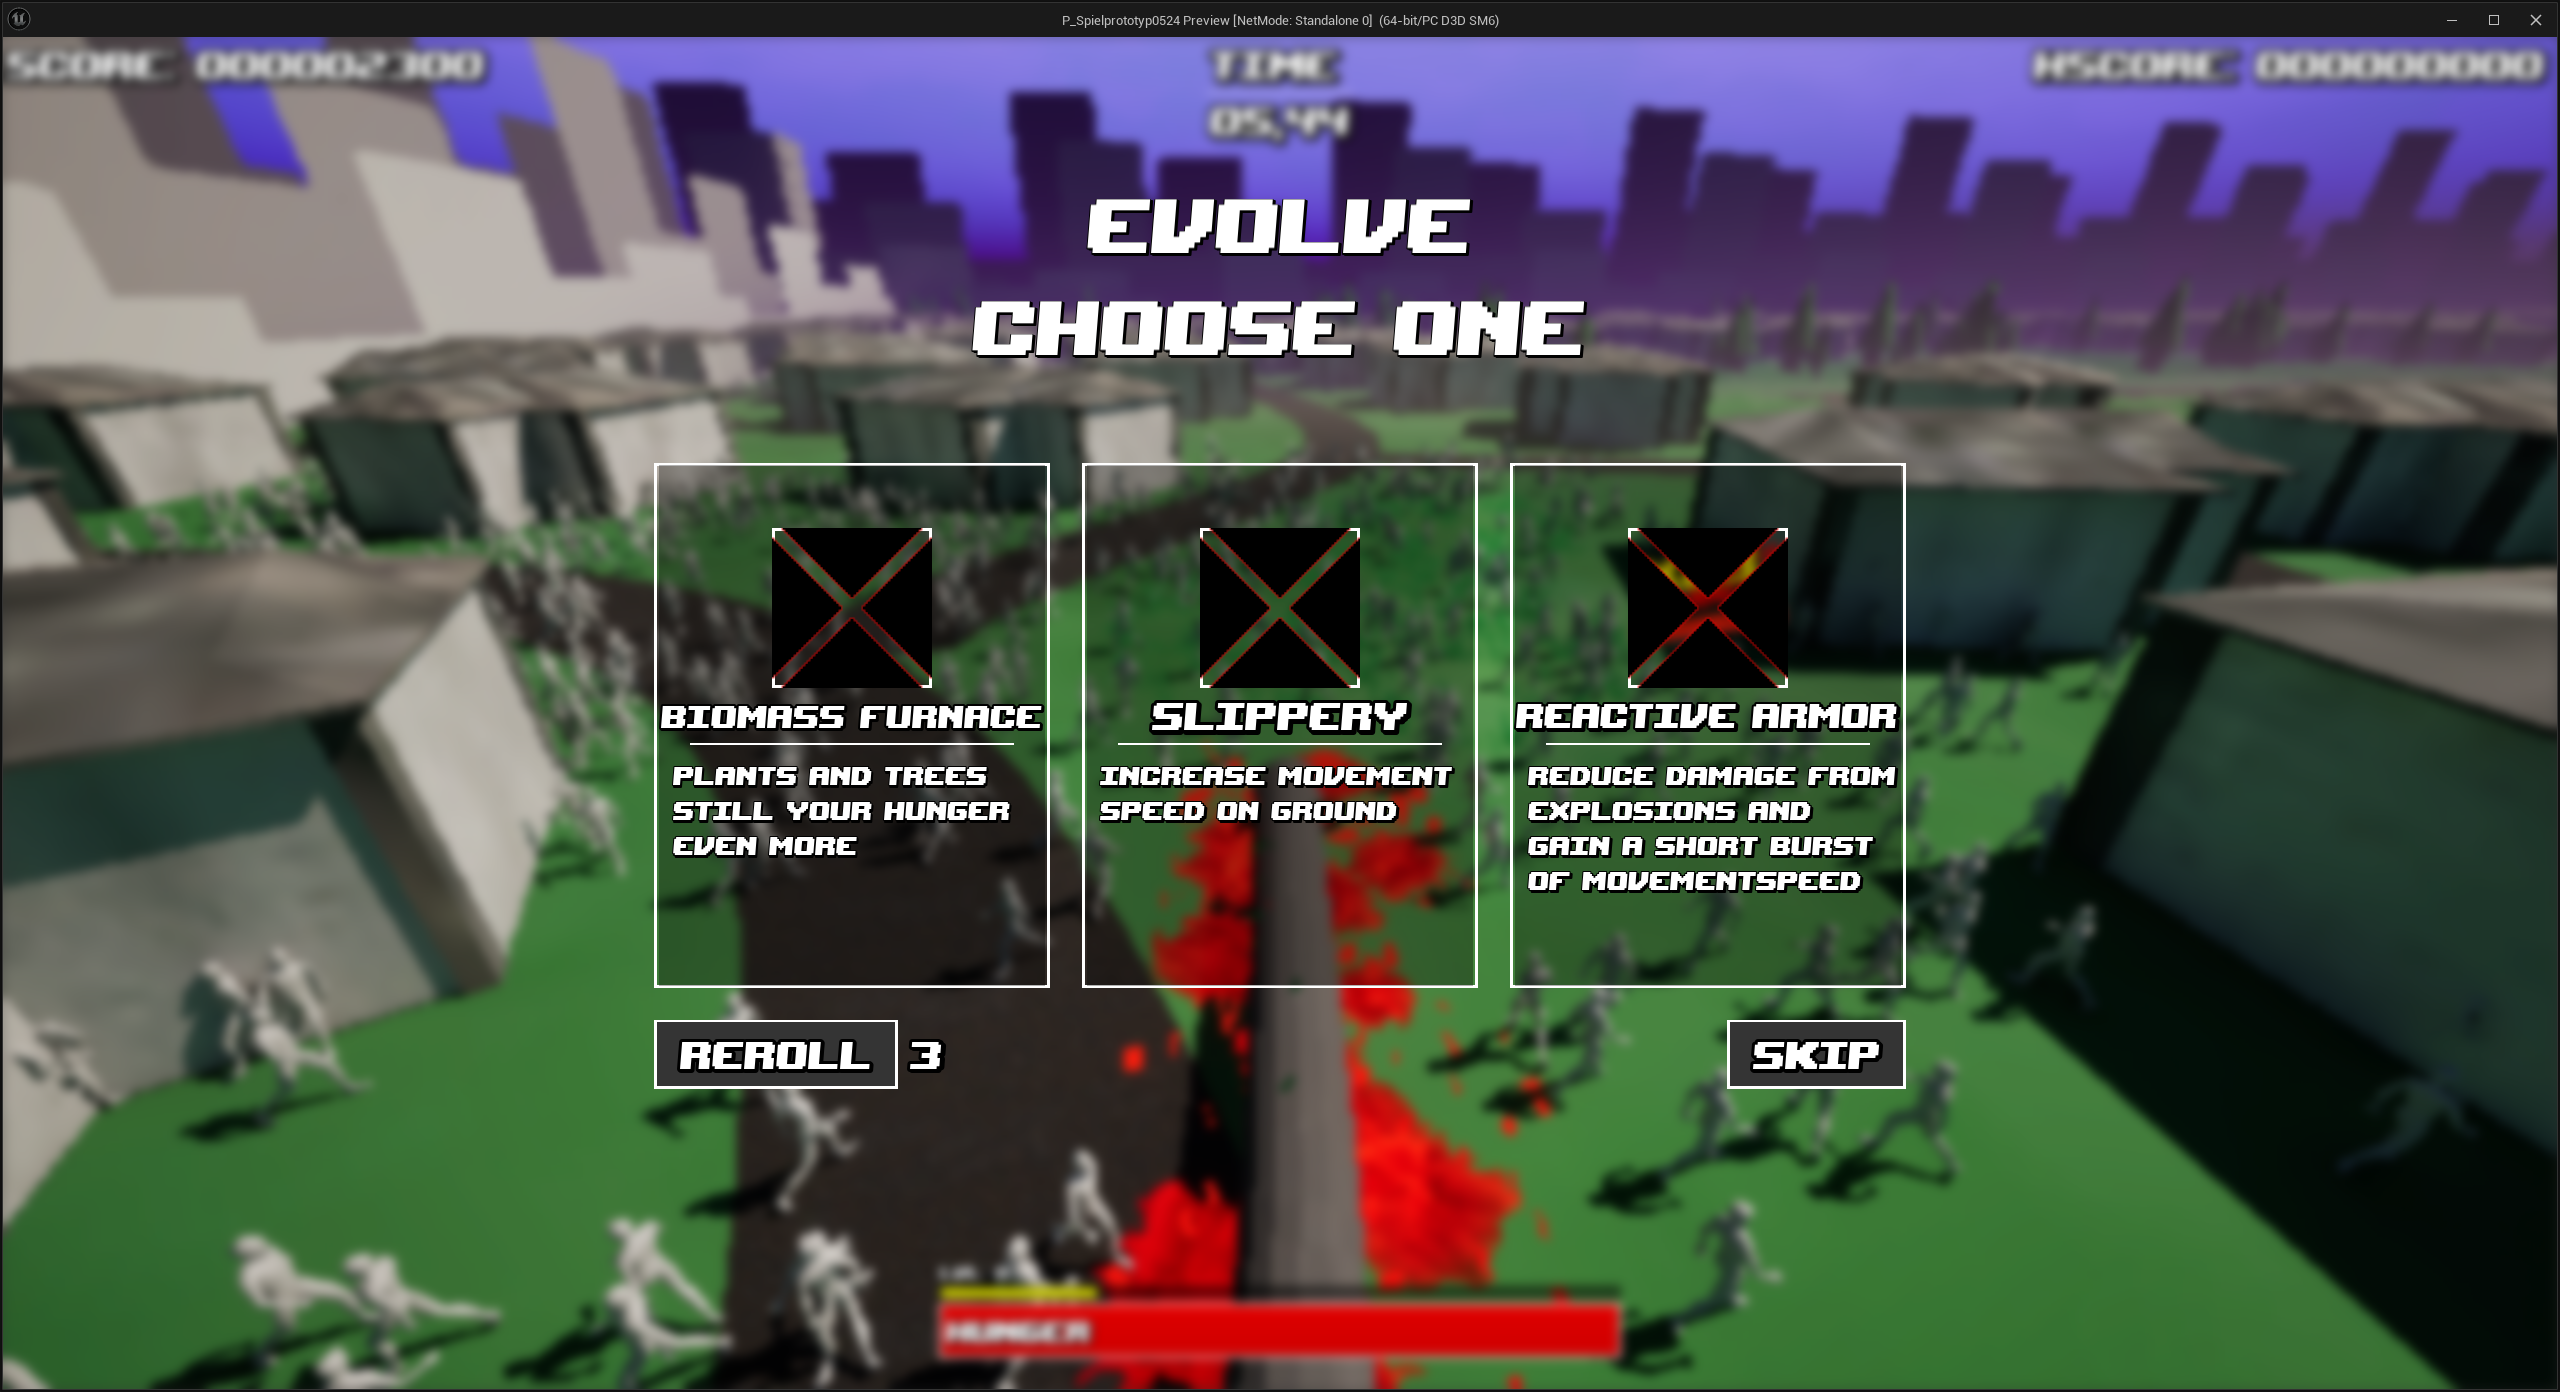 P_Spielprototyp0524 Preview [NetMode: Standalone 0] (64-bit/PC D3D SM6)
SCORE 000002300
TIME
HSCORE 000000000
05,44
EVOLVE
CHOOSE ONE
BIOMASS FURNACE
PLANTS AND TREES
STILL YOUR HUNGER
EVEN MORE
SLIPPERY
INCREASE MOVEMENT
SPEED ON GROUND
REACTIVE ARMOR
REDUCE DAMAGE FROM
EXPLOSIONS AND
GAIN A SHORT BURST
OF MOVEMENTSPEED
REROLL 3
SKIP
HUNGER